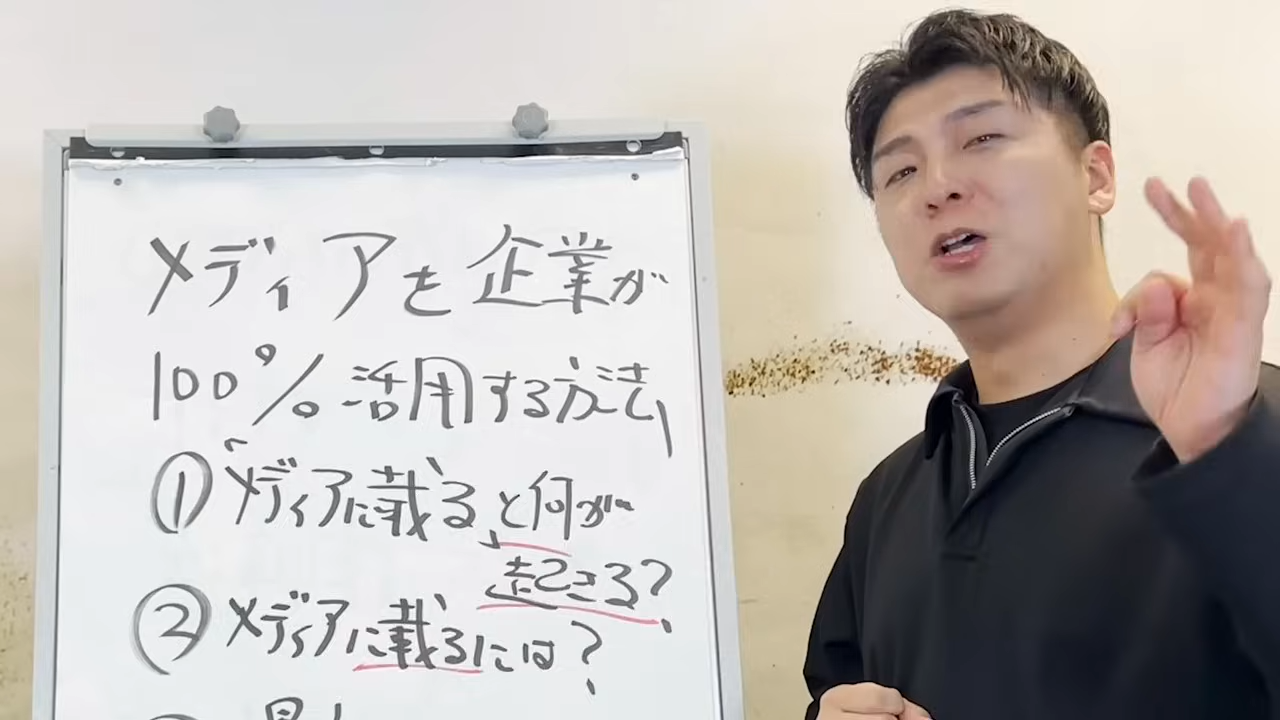 メディアを企業が
100%活用する方法
①「メディアに載る」と何が
起こる?
②メディアに載るには?